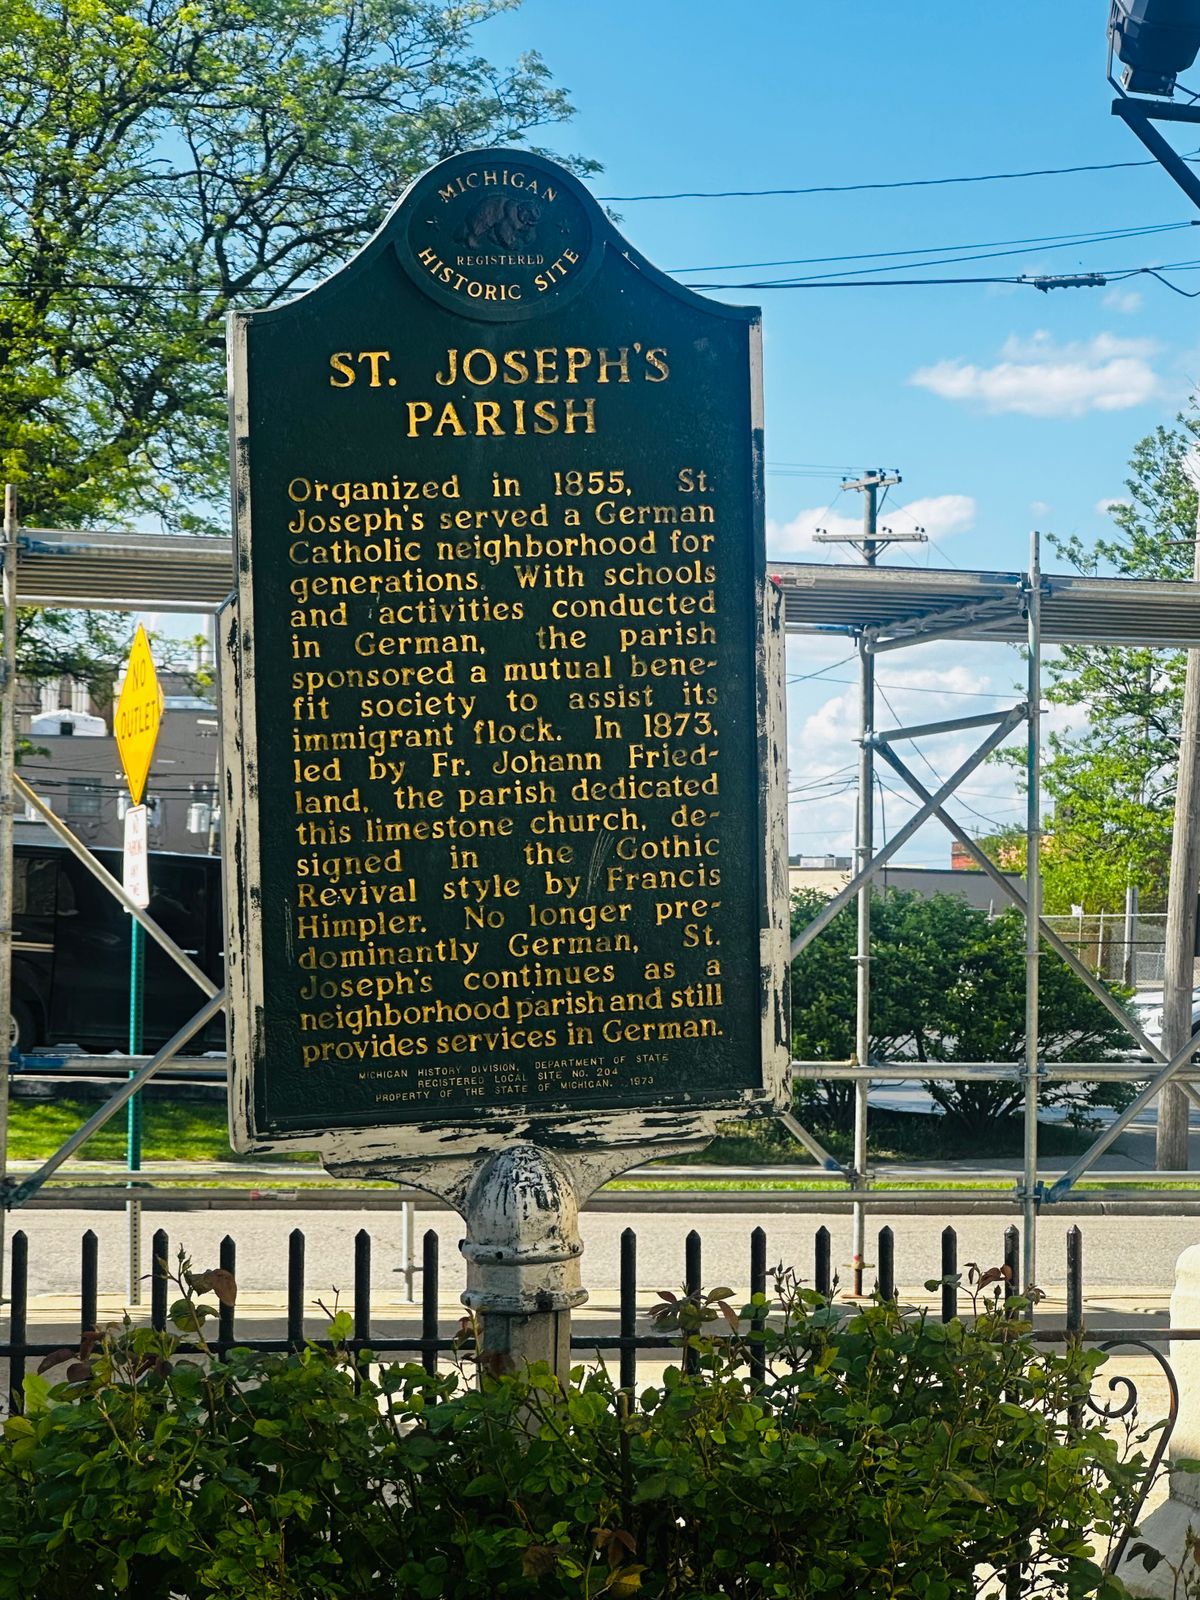 MICHIGAN
REGISTERED
HISTORIC SITE
ST. JOSEPH'S
PARISH
Organized in 1855, St.
Joseph's served a German
Catholic neighborhood for
generations. With schools
and activities conducted
in German, the parish
sponsored a mutual bene-
fit society to assist its
immigrant flock. In 1873,
led by Fr. Johann Fried-
land, the parish dedicated
this limestone church, de-
signed in the Gothic
Revival style by Francis
Himpler. No longer pre-
dominantly German, St.
Joseph's continues as a
neighborhood parish and still
provides services in German.
MICHIGAN HISTORY DIVISION, DEPARTMENT OF STATE
REGISTERED LOCAL SITE NO. 204
PROPERTY OF THE STATE OF MICHIGAN. 1973
NO
OUTLET
NO
PARKING
ANY
TIME